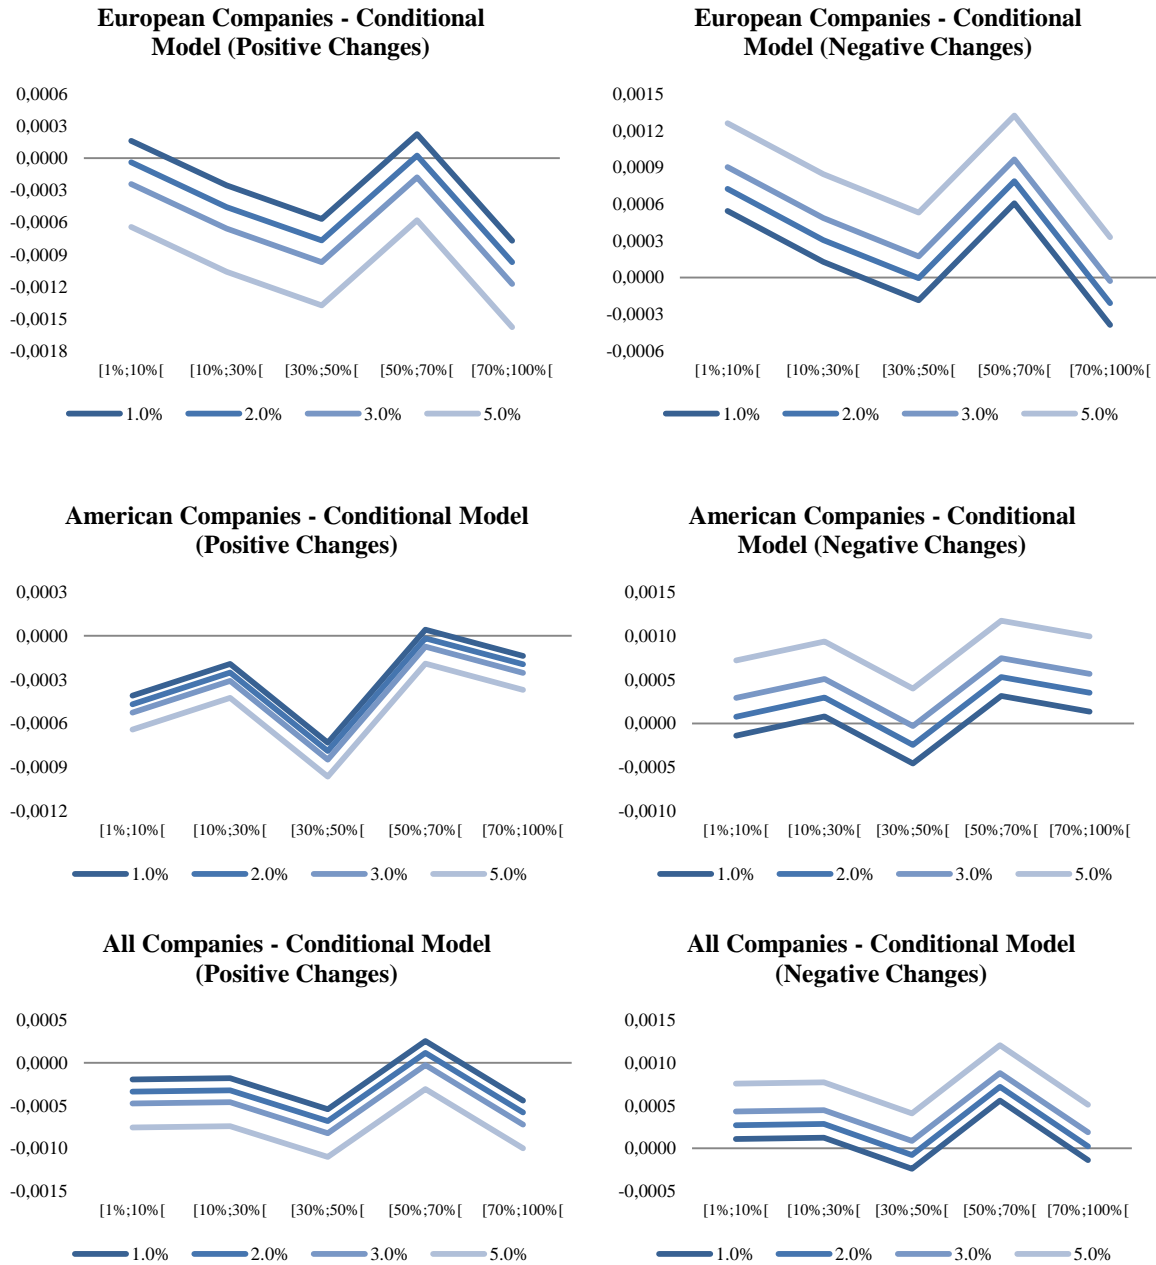 European Companies - Conditional
Model (Positive Changes)
0,0006
0,0003
0,0000
-0,0003
-0,0006
-0,0009
-0,0012
-0,0015
-0,0018
[1%;10%[ [10%;30%[ [30%;50%[ [50%;70%[ [70%;100%[
1.0% 2.0% 3.0% 5.0%
European Companies - Conditional
Model (Negative Changes)
0,0015
0,0012
0,0009
0,0006
0,0003
0,0000
-0,0003
-0,0006
[1%;10%[ [10%;30%[ [30%;50%[ [50%;70%[ [70%;100%[
1.0% 2.0% 3.0% 5.0%
American Companies - Conditional Model
(Positive Changes)
0,0003
0,0000
-0,0003
-0,0006
-0,0009
-0,0012
[1%;10%[ [10%;30%[ [30%;50%[ [50%;70%[ [70%;100%[
1.0% 2.0% 3.0% 5.0%
American Companies - Conditional
Model (Negative Changes)
0,0015
0,0010
0,0005
0,0000
-0,0005
-0,0010
[1%;10%[ [10%;30%[ [30%;50%[ [50%;70%[ [70%;100%[
1.0% 2.0% 3.0% 5.0%
All Companies - Conditional Model
(Positive Changes)
0,0005
0,0000
-0,0005
-0,0010
-0,0015
[1%;10%[ [10%;30%[ [30%;50%[ [50%;70%[ [70%;100%[
1.0% 2.0% 3.0% 5.0%
All Companies - Conditional Model
(Negative Changes)
0,0015
0,0010
0,0005
0,0000
-0,0005
[1%;10%[ [10%;30%[ [30%;50%[ [50%;70%[ [70%;100%[
1.0% 2.0% 3.0% 5.0%